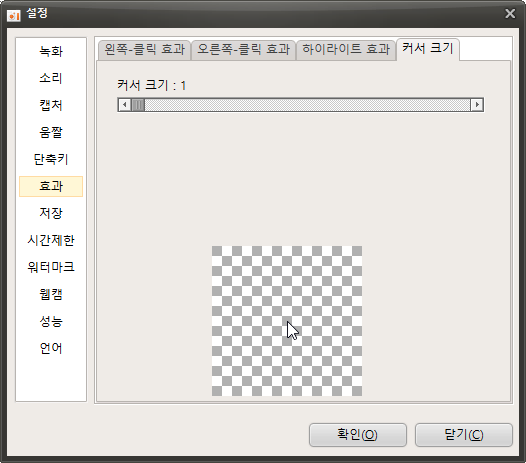 설정
녹화
소리
캡처
움짤
단축키
효과
저장
시간제한
워터마크
웹캠
성능
언어
왼쪽-클릭 효과
오른쪽-클릭 효과
하이라이트 효과
커서 크기
커서 크기 : 1
확인(O)
닫기(C)